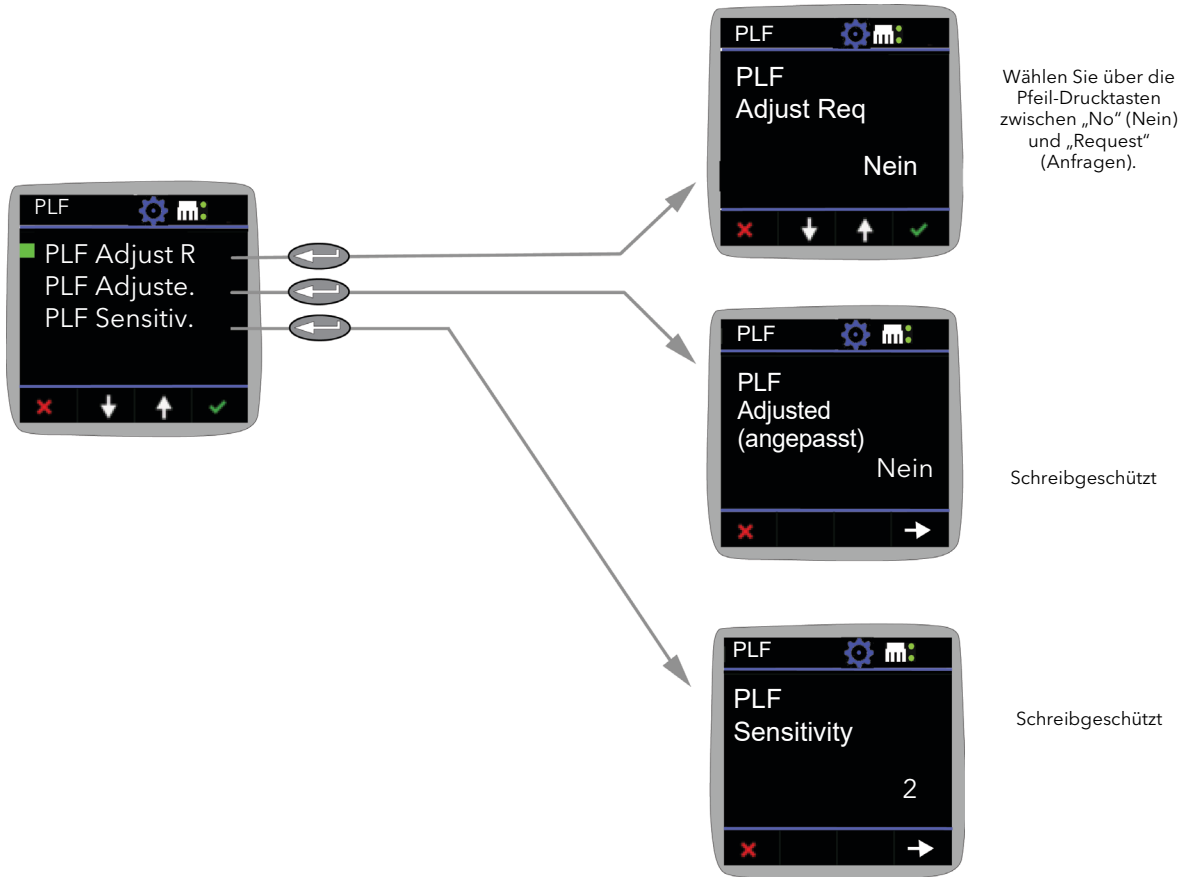 PLF
PLF Adjust R
PLF Adjuste.
PLF Sensitiv.
PLF
PLF
Adjust Req
Nein
Wählen Sie über die
Pfeil-Drucktasten
zwischen „No“ (Nein)
und „Request“
(Anfragen).
PLF
PLF
Adjusted
(angepasst)
Nein
Schreibgeschützt
PLF
PLF
Sensitivity
2
Schreibgeschützt